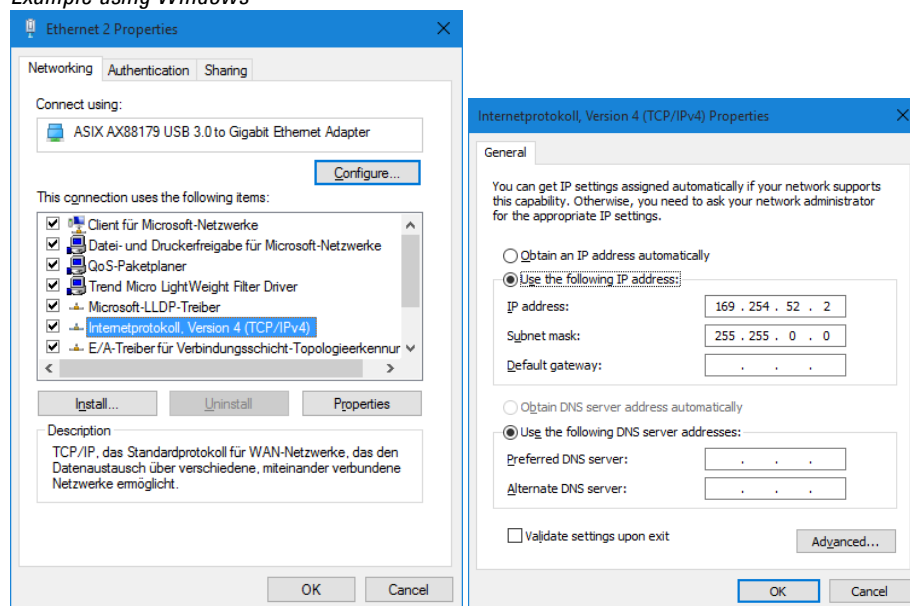 Example using Windows
Ethernet 2 Properties
Networking Authentication Sharing
Connect using:
ASIX AX88179 USB 3.0 to Gigabit Ethernet Adapter
Configure...
This connection uses the following items:
Client für Microsoft-Netzwerke
Datei- und Druckerfreigabe für Microsoft-Netzwerke
QoS-Paketplaner
Trend Micro LightWeight Filter Driver
Microsoft-LLDP-Treiber
Internetprotokoll, Version 4 (TCP/IPv4)
E/A-Treiber für Verbindungsschicht-Topologieerkennur
Install... Uninstall Properties
Description
TCP/IP, das Standardprotokoll für WAN-Netzwerke, das den
Datenaustausch über verschiedene, miteinander verbundene
Netzwerke ermöglicht.
OK Cancel
Internetprotokoll, Version 4 (TCP/IPv4) Properties
General
You can get IP settings assigned automatically if your network supports
this capability. Otherwise, you need to ask your network administrator
for the appropriate IP settings.
Obtain an IP address automatically
Use the following IP address:
IP address: 169 . 254 . 52 . 2
Subnet mask: 255 . 255 . 0 . 0
Default gateway: . . .
Obtain DNS server address automatically
Use the following DNS server addresses:
Preferred DNS server: . . .
Alternate DNS server: . . .
Validate settings upon exit
Advanced...
OK Cancel